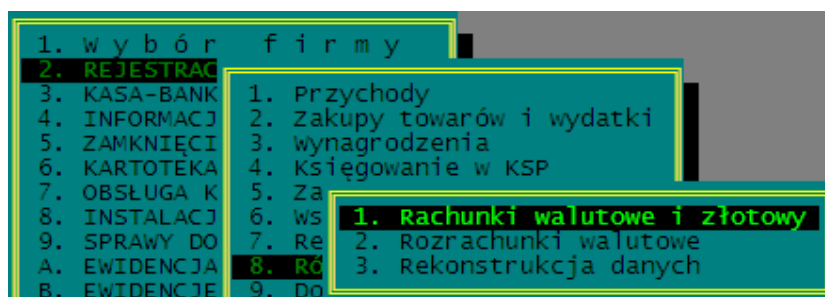 1. W y b ó r   f i r m y
2. REJESTRAC
3. KASA-BANK
4. INFORMACJ
5. ZAMKNIĘCI
6. KARTOTEKA
7. OBSŁUGA K
8. INSTALACJ
9. SPRAWY DO
A. EWIDENCJA
B. EWIDENCJE
1. Przychody
2. Zakupy towarów i wydatki
3. Wynagrodzenia
4. Księgowanie w KSP
5. Za
6. Ws
7. Re
8. Ró
9. Do
1. Rachunki walutowe i złotowy
2. Rozrachunki walutowe
3. Rekonstrukcja danych